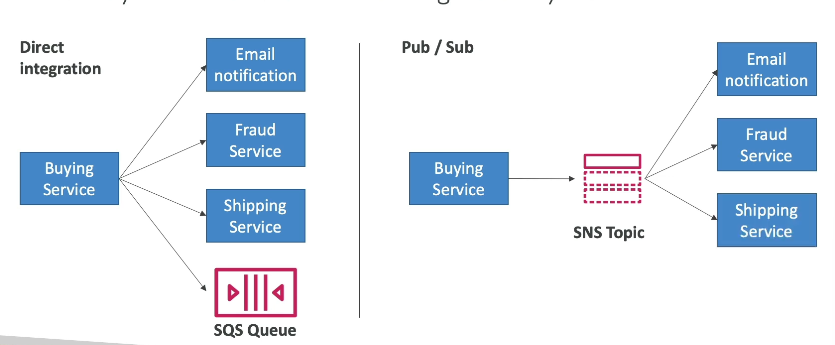 Direct
integration
Email
notification
Fraud
Service
Buying
Service
Shipping
Service
SQS Queue
Pub / Sub
Email
notification
Fraud
Service
Buying
Service
Shipping
Service
SNS Topic